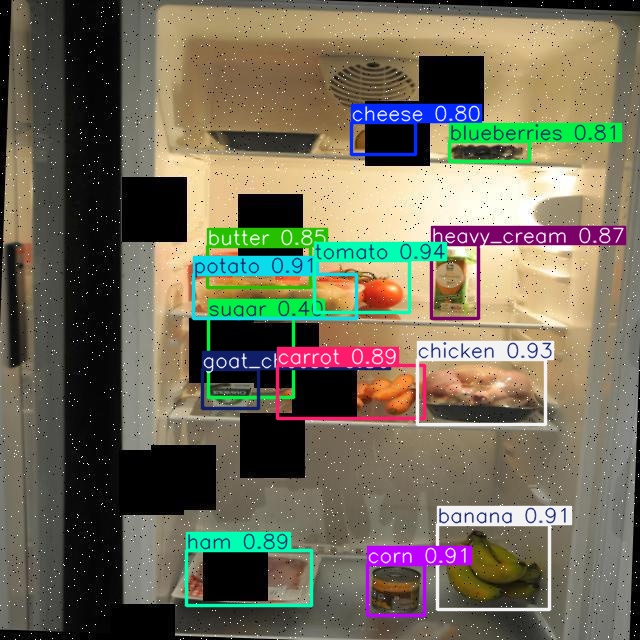 cheese 0.80
blueberries 0.81
butter 0.85
tomato 0.94
heavy_cream 0.87
potato 0.91
sugar 0.40
carrot 0.89
chicken 0.93
banana 0.91
ham 0.89
corn 0.91